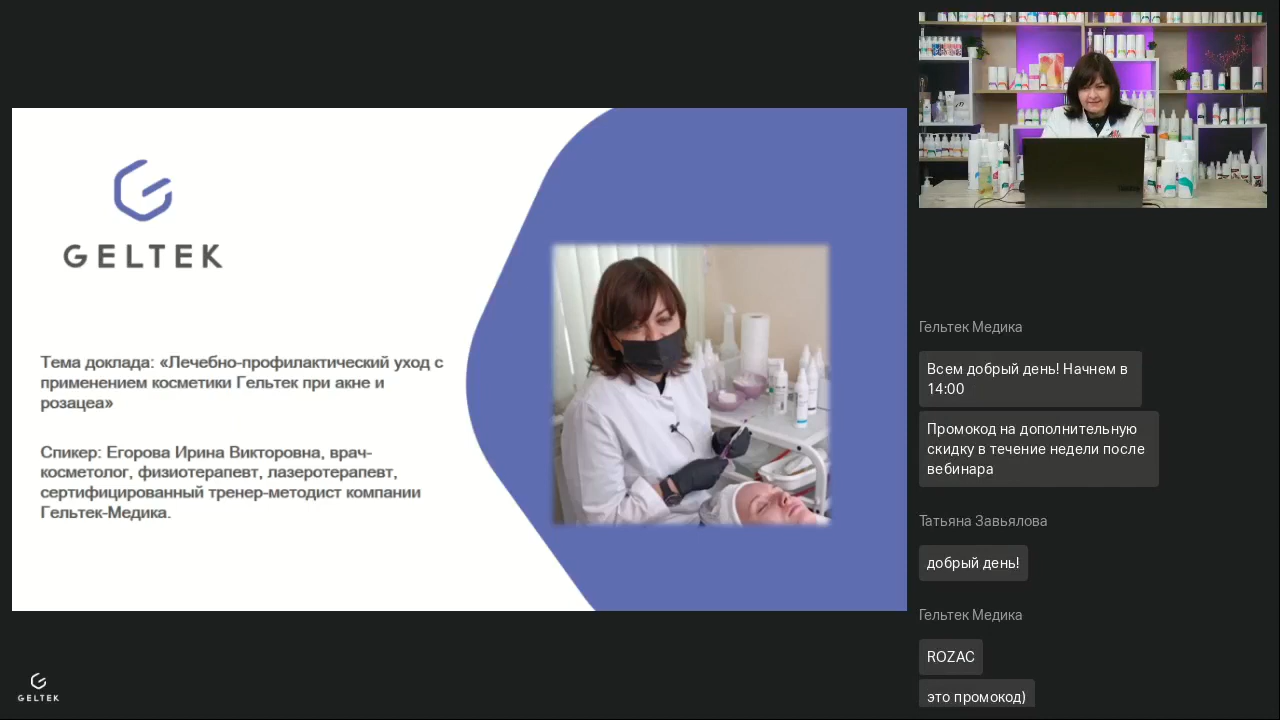 GELTEK
Тема доклада: «Лечебно-профилактический уход с
применением косметики Гельтек при акне и
розацеа»
Спикер: Егорова Ирина Викторовна, врач-
косметолог, физиотерапевт, лазеротерапевт,
сертифицированный тренер-методист компании
Гельтек-Медика.
GELTEK
Гельтек Медика
Всем добрый день! Начнем в
14:00
Промокод на дополнительную
скидку в течение недели после
вебинара
Татьяна Завьялова
добрый день!
Гельтек Медика
ROZAC
это промокод)